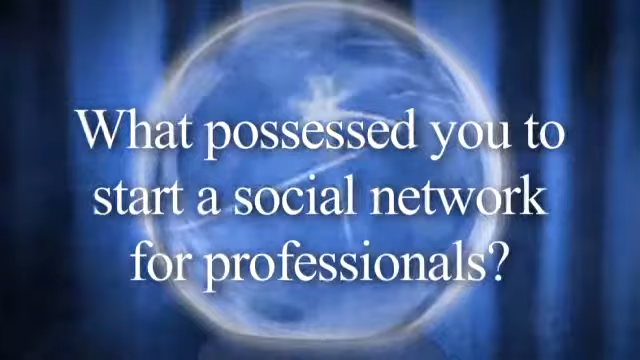 What possessed you to
start a social network
for professionals?